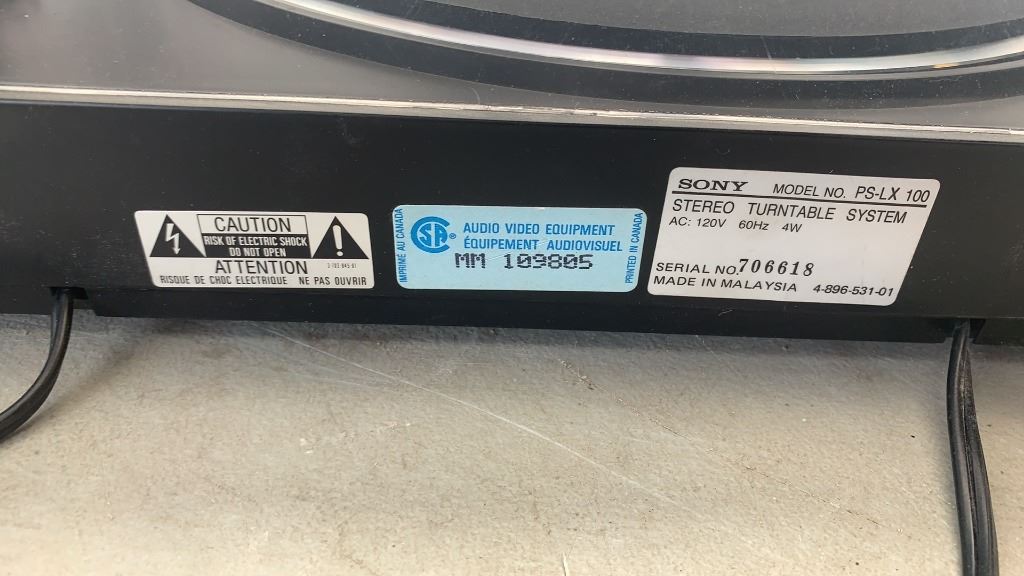 CAUTION
RISK OF ELECTRIC SHOCK
DO NOT OPEN
ATTENTION
RISQUE DE CHOC ELECTRIQUE NE PAS OUVRIR
IMPRIMÉ AU CANADA
AUDIO VIDEO EQUIPMENT
ÉQUIPEMENT AUDIOVISUEL
MM 109805
PRINTED IN CANADA
SONY MODEL NO. PS-LX 100
STEREO TURNTABLE SYSTEM
AC: 120V 60Hz 4W
SERIAL NO. 706618
MADE IN MALAYSIA 4-896-531-01